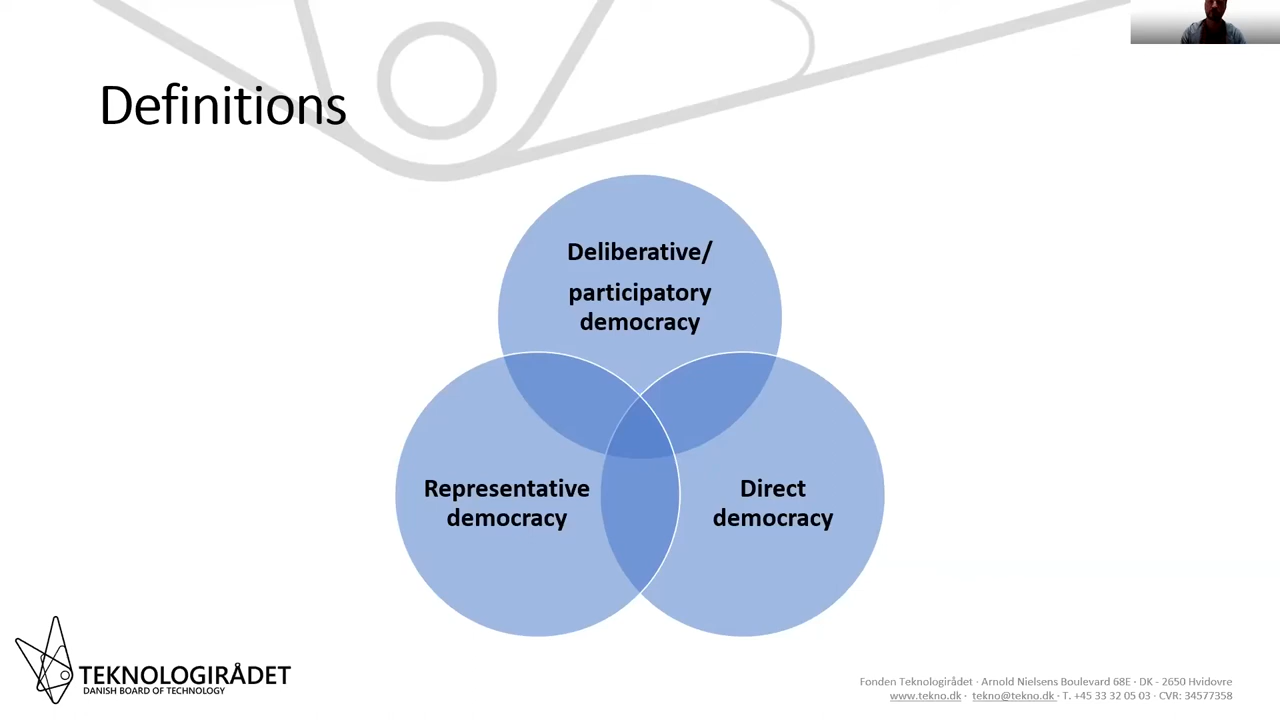 Definitions
Deliberative/
participatory
democracy
Representative
democracy
Direct
democracy
TEKNOLOGIRÅDET
DANISH BOARD OF TECHNOLOGY
Fonden Teknologirådet · Arnold Nielsens Boulevard 68E · DK - 2650 Hvidovre
www.tekno.dk · tekno@tekno.dk · T. +45 33 32 05 03 · CVR: 34577358